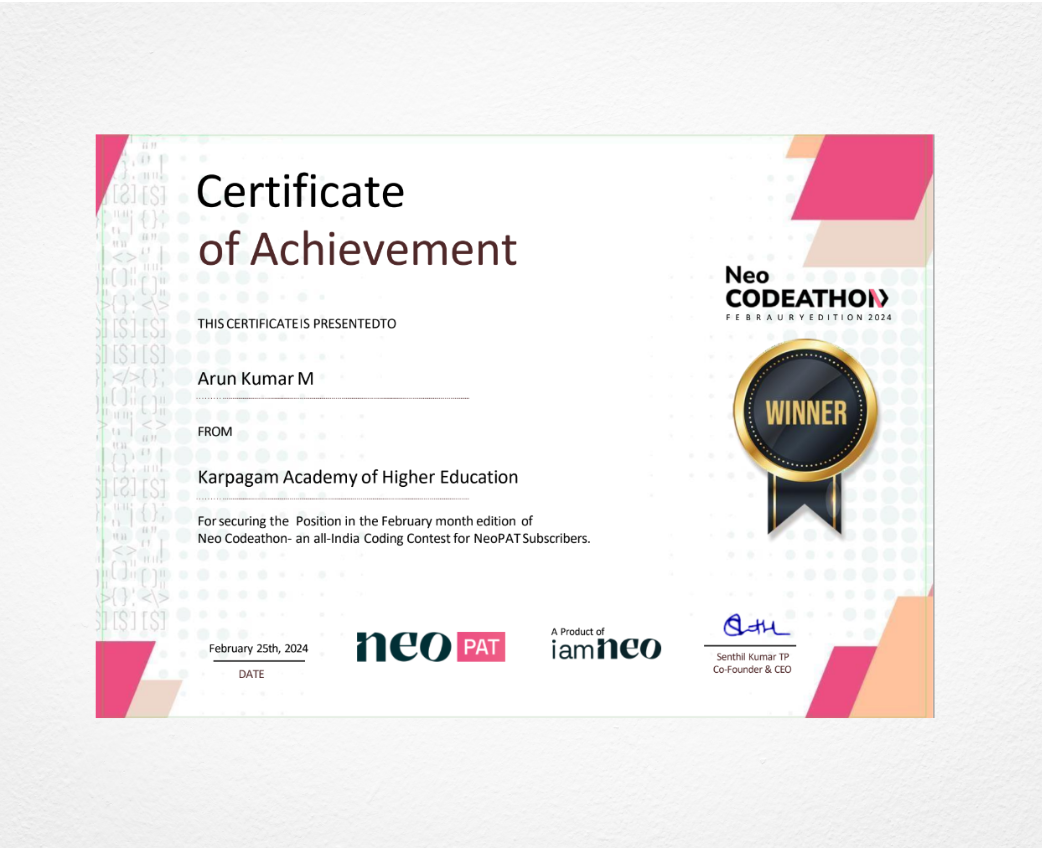 Certificate
of Achievement
Neo
CODEATHON
FEBRAURY EDITION 2024
THIS CERTIFICATE IS PRESENTED TO
Arun Kumar M
WINNER
FROM
Karpagam Academy of Higher Education
For securing the Position in the February month edition of
Neo Codeathon- an all-India Coding Contest for NeoPAT Subscribers.
February 25th, 2024
DATE
neo PAT
A Product of
iamneo
Senthil Kumar TP
Co-Founder & CEO